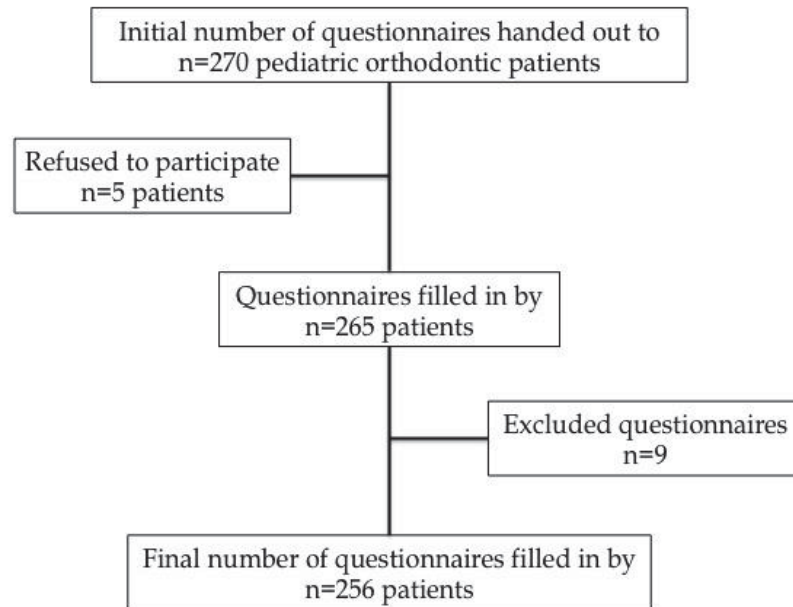 Initial number of questionnaires handed out to
n=270 pediatric orthodontic patients
Refused to participate
n=5 patients
Questionnaires filled in by
n=265 patients
Excluded questionnaires
n=9
Final number of questionnaires filled in by
n=256 patients